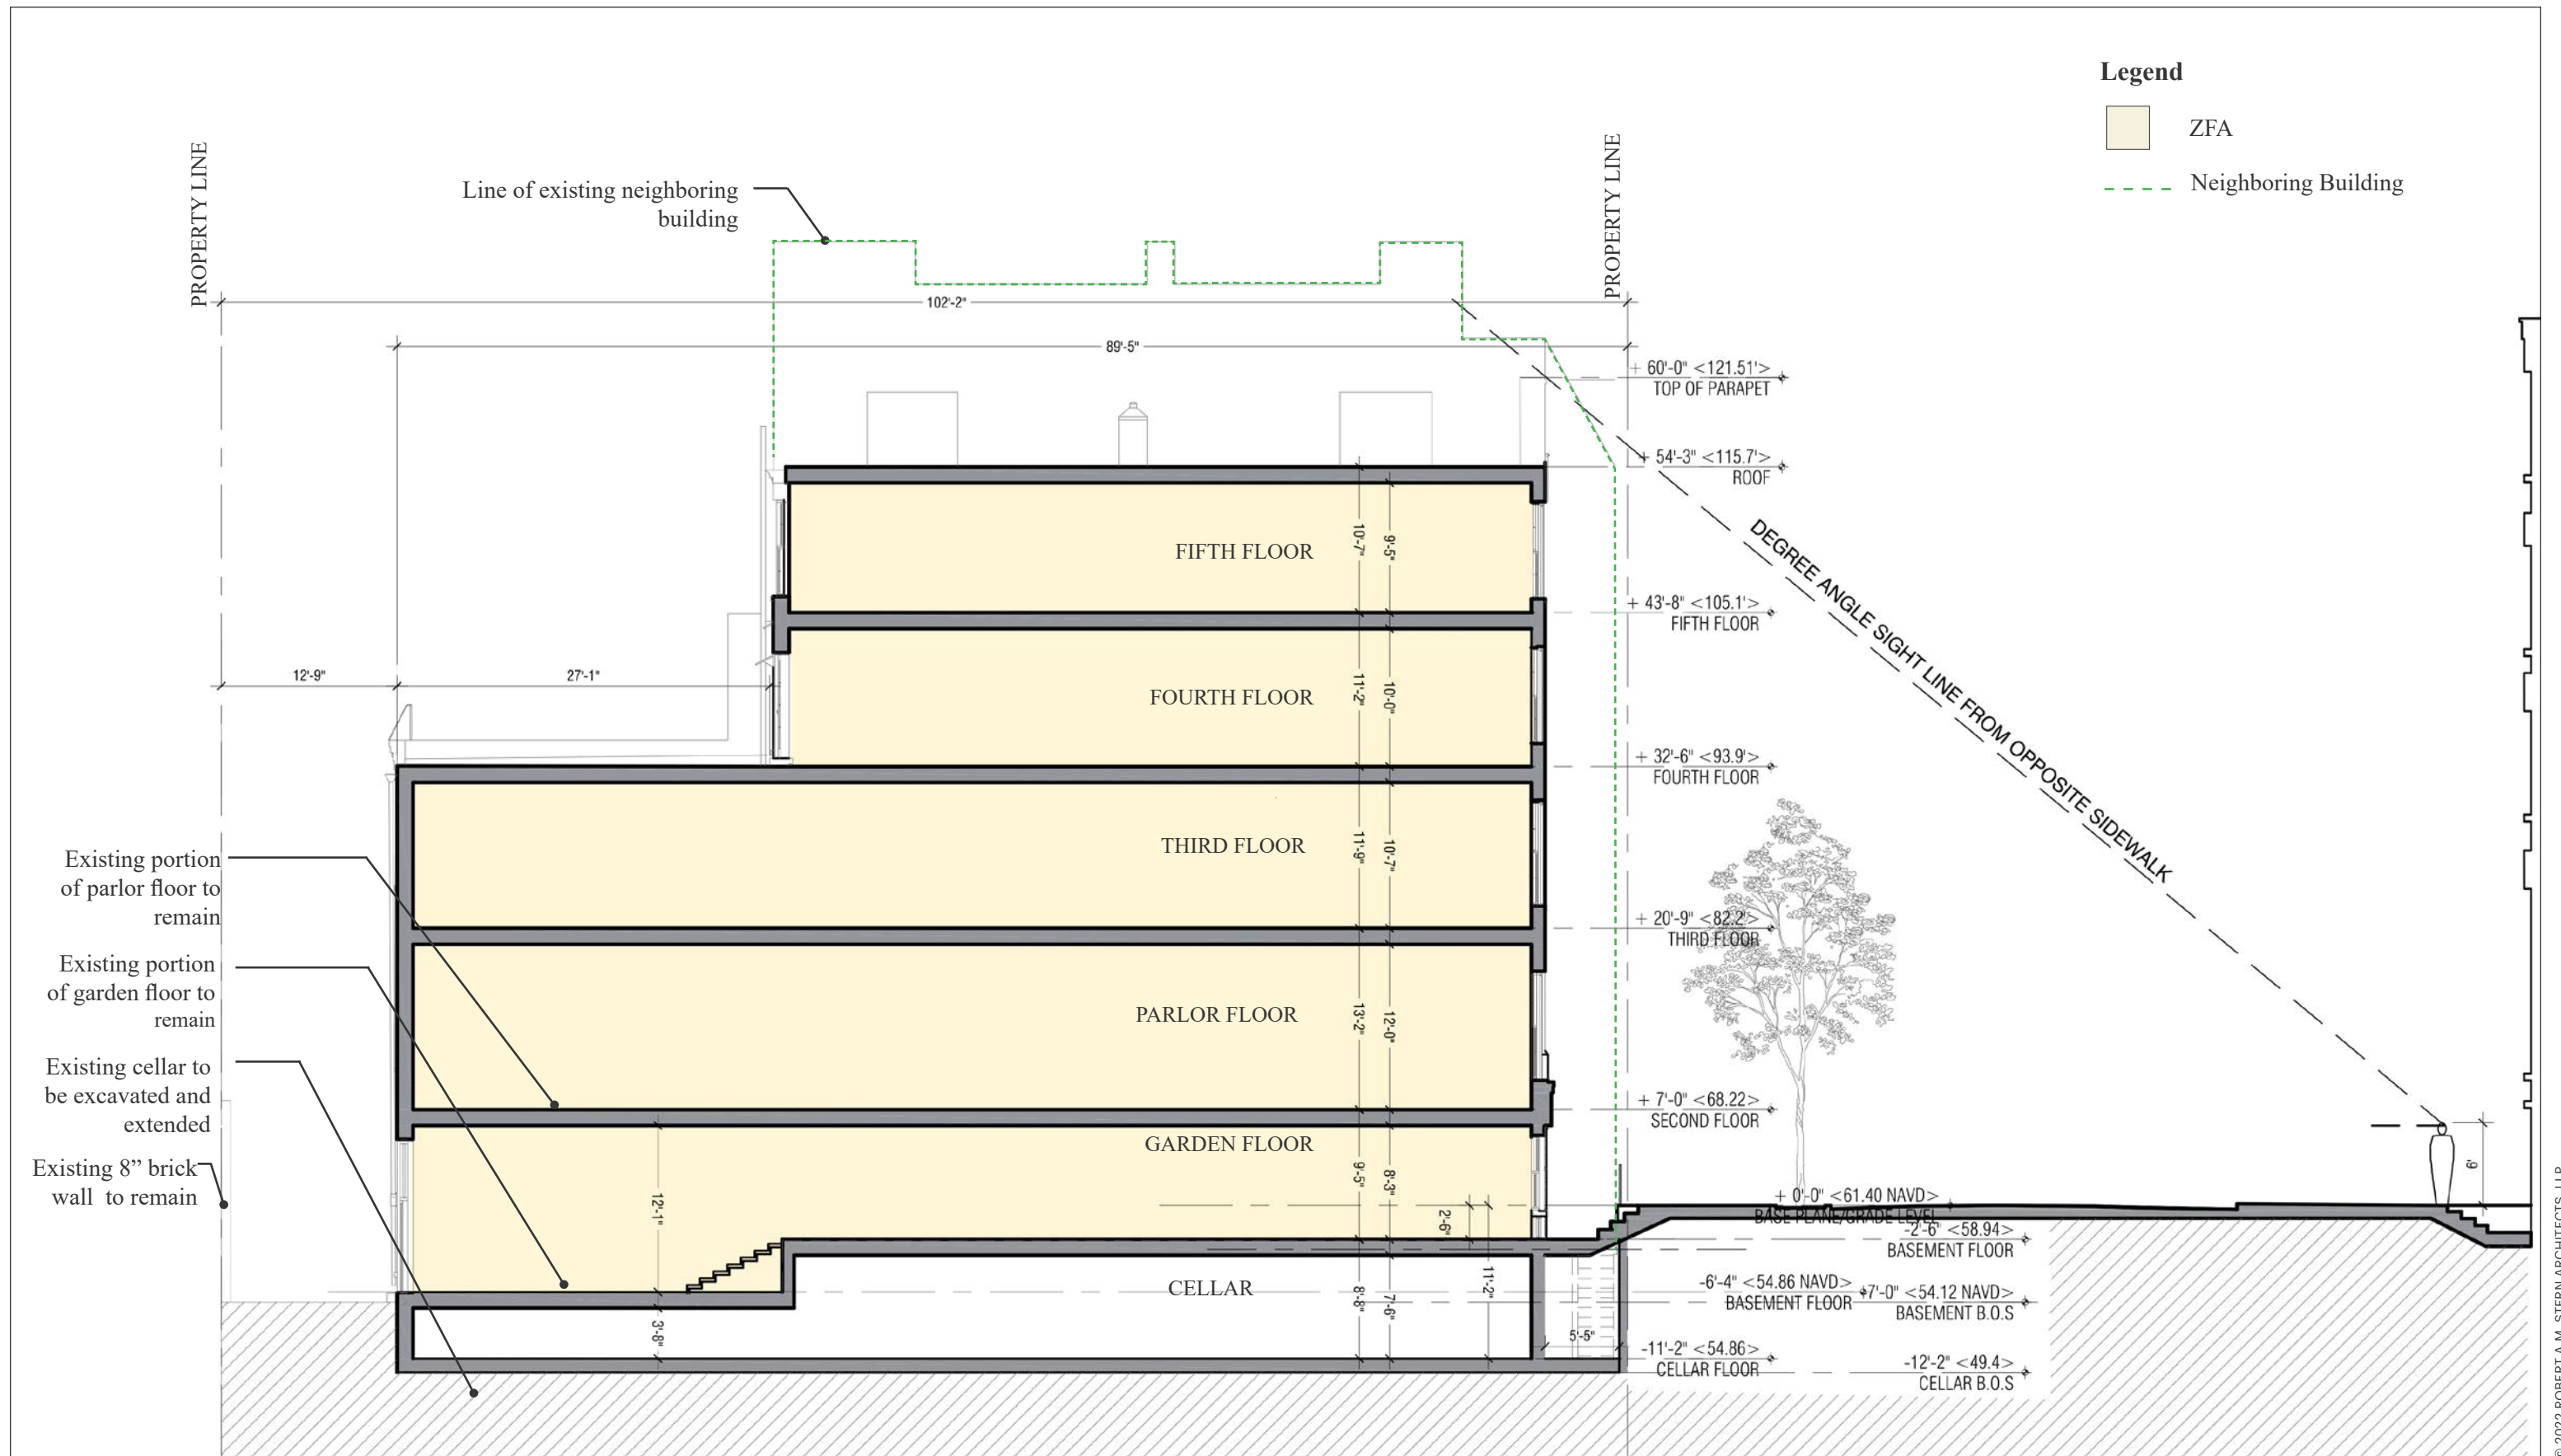 Legend
ZFA
Neighboring Building
PROPERTY LINE
PROPERTY LINE
Line of existing neighboring
building
102'-2"
89'-5"
+ 60'-0" <121.51'>
TOP OF PARAPET
+ 54'-3" <115.7'>
ROOF
DEGREE ANGLE SIGHT LINE FROM OPPOSITE SIDEWALK
FIFTH FLOOR
10'-7"
9'-5"
+ 43'-8" <105.1'>
FIFTH FLOOR
12'-9"
27'-1"
FOURTH FLOOR
11'-2"
10'-0"
+ 32'-6" <93.9'>
FOURTH FLOOR
THIRD FLOOR
11'-9"
10'-7"
+ 20'-9" <82.2'>
THIRD FLOOR
Existing portion
of parlor floor to
remain
Existing portion
of garden floor to
remain
Existing cellar to
be excavated and
extended
Existing 8” brick
wall to remain
PARLOR FLOOR
13'-2"
12'-0"
+ 7'-0" <68.22>
SECOND FLOOR
GARDEN FLOOR
12'-1"
9'-5"
8'-3"
2'-6"
6'
+ 0'-0" <61.40 NAVD>
BASE PLANE/GRADE LEVEL
-2'-6" <58.94>
BASEMENT FLOOR
CELLAR
3'-8"
8'-8"
7'-6"
11'-2"
5'-5"
-6'-4" <54.86 NAVD>
BASEMENT FLOOR
-7'-0" <54.12 NAVD>
BASEMENT B.O.S
-11'-2" <54.86>
CELLAR FLOOR
-12'-2" <49.4>
CELLAR B.O.S
© 2022 ROBERT A.M. STERN ARCHITECTS, LLP